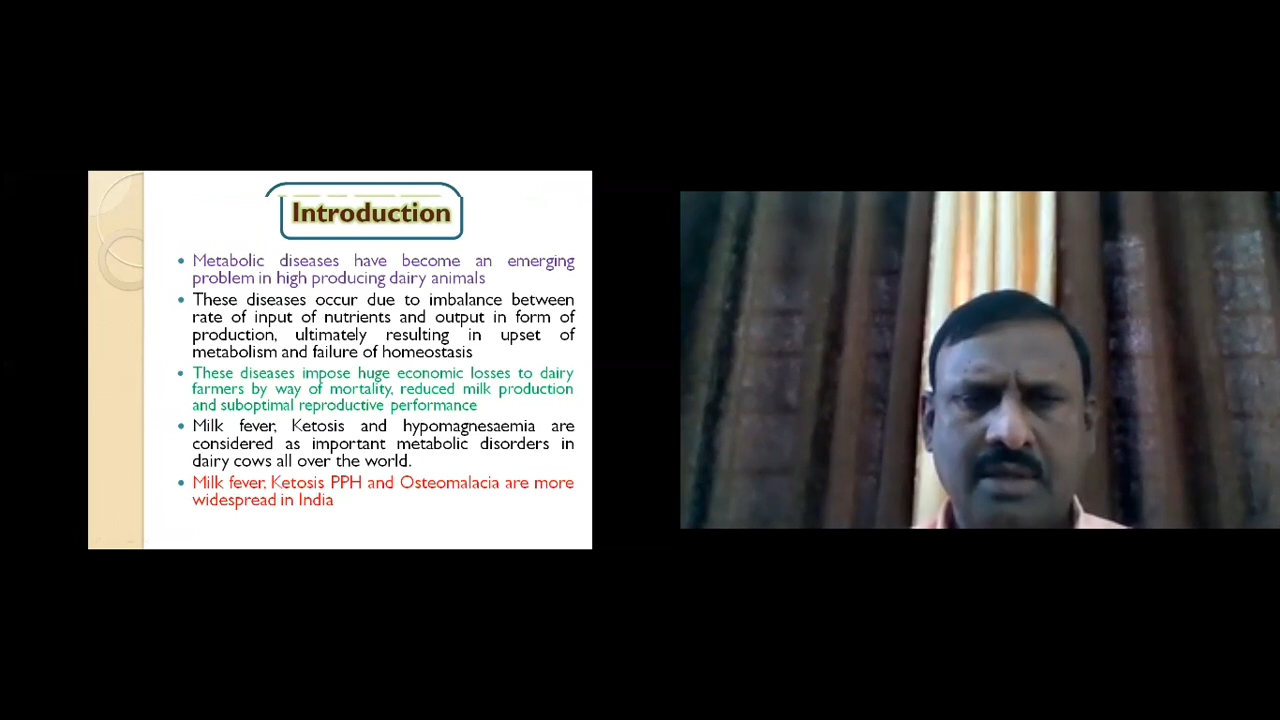 Introduction
Metabolic diseases have become an emerging
problem in high producing dairy animals
These diseases occur due to imbalance between
rate of input of nutrients and output in form of
production, ultimately resulting in upset of
metabolism and failure of homeostasis
These diseases impose huge economic losses to dairy
farmers by way of mortality, reduced milk production
and suboptimal reproductive performance
Milk fever, Ketosis and hypomagnesaemia are
considered as important metabolic disorders in
dairy cows all over the world.
Milk fever, Ketosis PPH and Osteomalacia are more
widespread in India